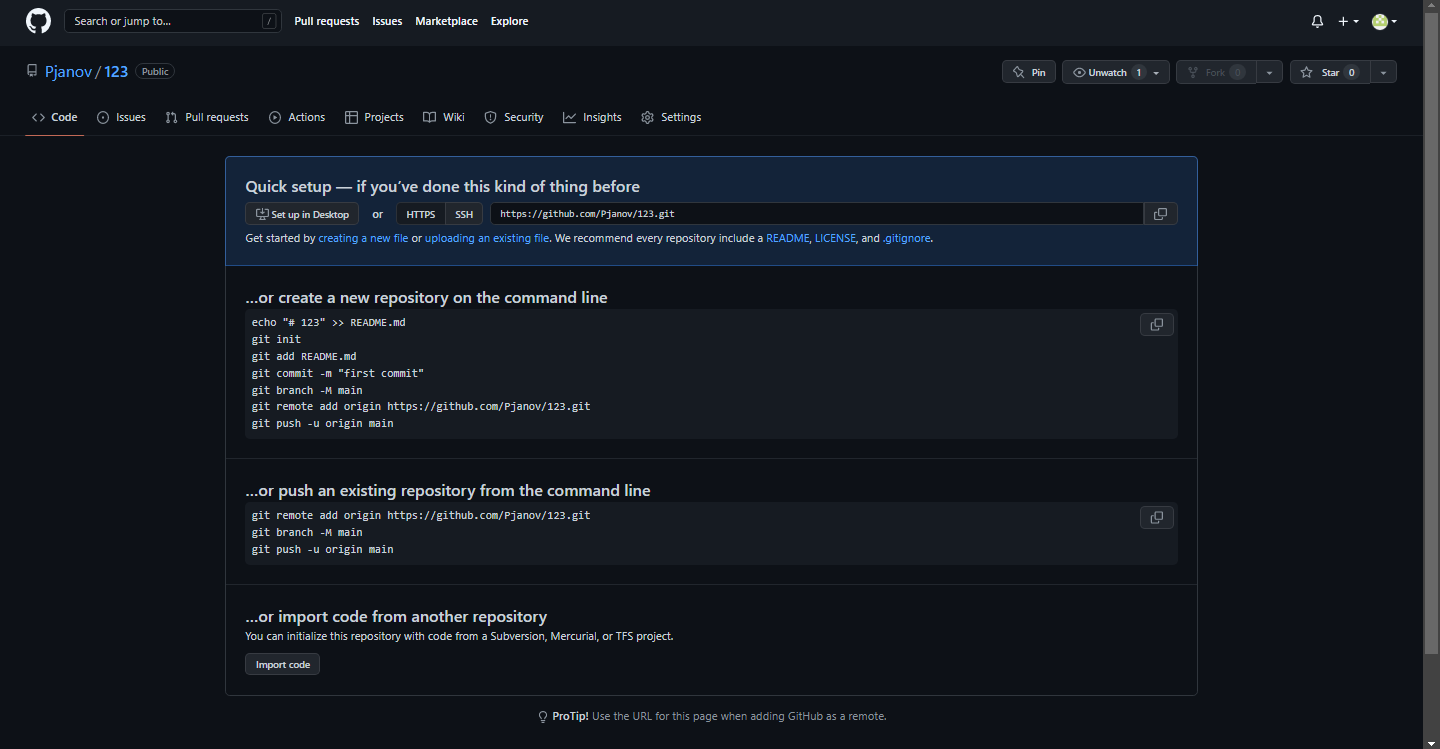 Search or jump to... / Pull requests Issues Marketplace Explore
Pjanov / 123 Public Pin Unwatch 1 Fork 0 Star 0
Code Issues Pull requests Actions Projects Wiki Security Insights Settings
Quick setup — if you’ve done this kind of thing before
Set up in Desktop or HTTPS SSH https://github.com/Pjanov/123.git
Get started by creating a new file or uploading an existing file. We recommend every repository include a README, LICENSE, and .gitignore.
…or create a new repository on the command line
echo "# 123" >> README.md
git init
git add README.md
git commit -m "first commit"
git branch -M main
git remote add origin https://github.com/Pjanov/123.git
git push -u origin main
…or push an existing repository from the command line
git remote add origin https://github.com/Pjanov/123.git
git branch -M main
git push -u origin main
…or import code from another repository
You can initialize this repository with code from a Subversion, Mercurial, or TFS project.
Import code
ProTip! Use the URL for this page when adding GitHub as a remote.